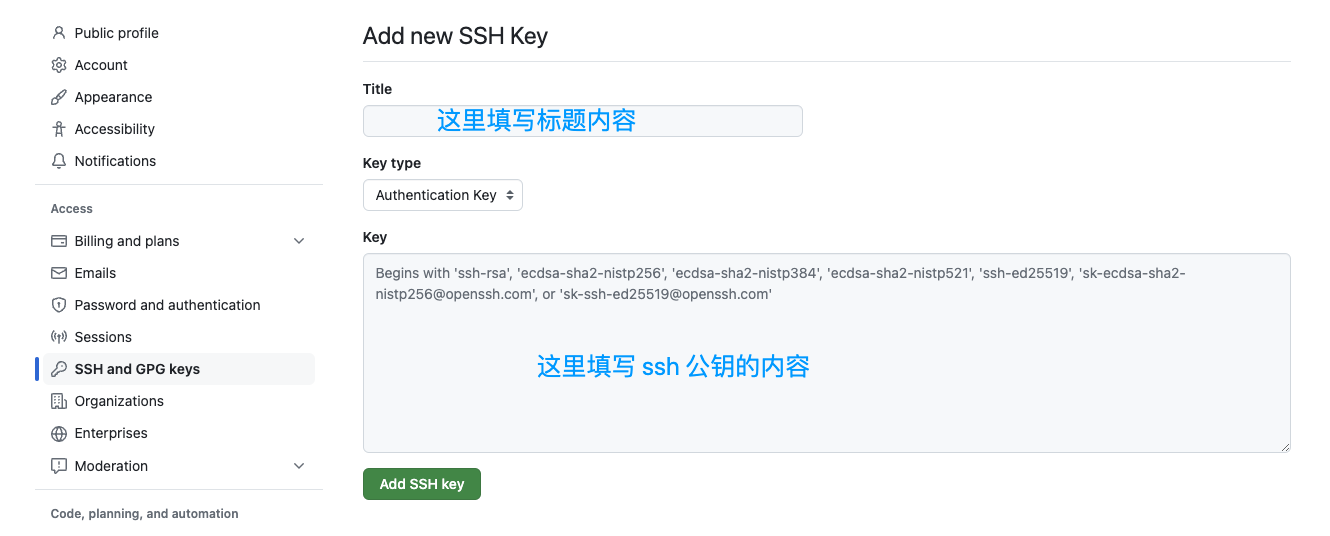 Public profile
Account
Appearance
Accessibility
Notifications
Access
Billing and plans
Emails
Password and authentication
Sessions
SSH and GPG keys
Organizations
Enterprises
Moderation
Code, planning, and automation
Add new SSH Key
Title
这里填写标题内容
Key type
Authentication Key
Key
Begins with 'ssh-rsa', 'ecdsa-sha2-nistp256', 'ecdsa-sha2-nistp384', 'ecdsa-sha2-nistp521', 'ssh-ed25519', 'sk-ecdsa-sha2-
nistp256@openssh.com', or 'sk-ssh-ed25519@openssh.com'
这里填写 ssh 公钥的内容
Add SSH key